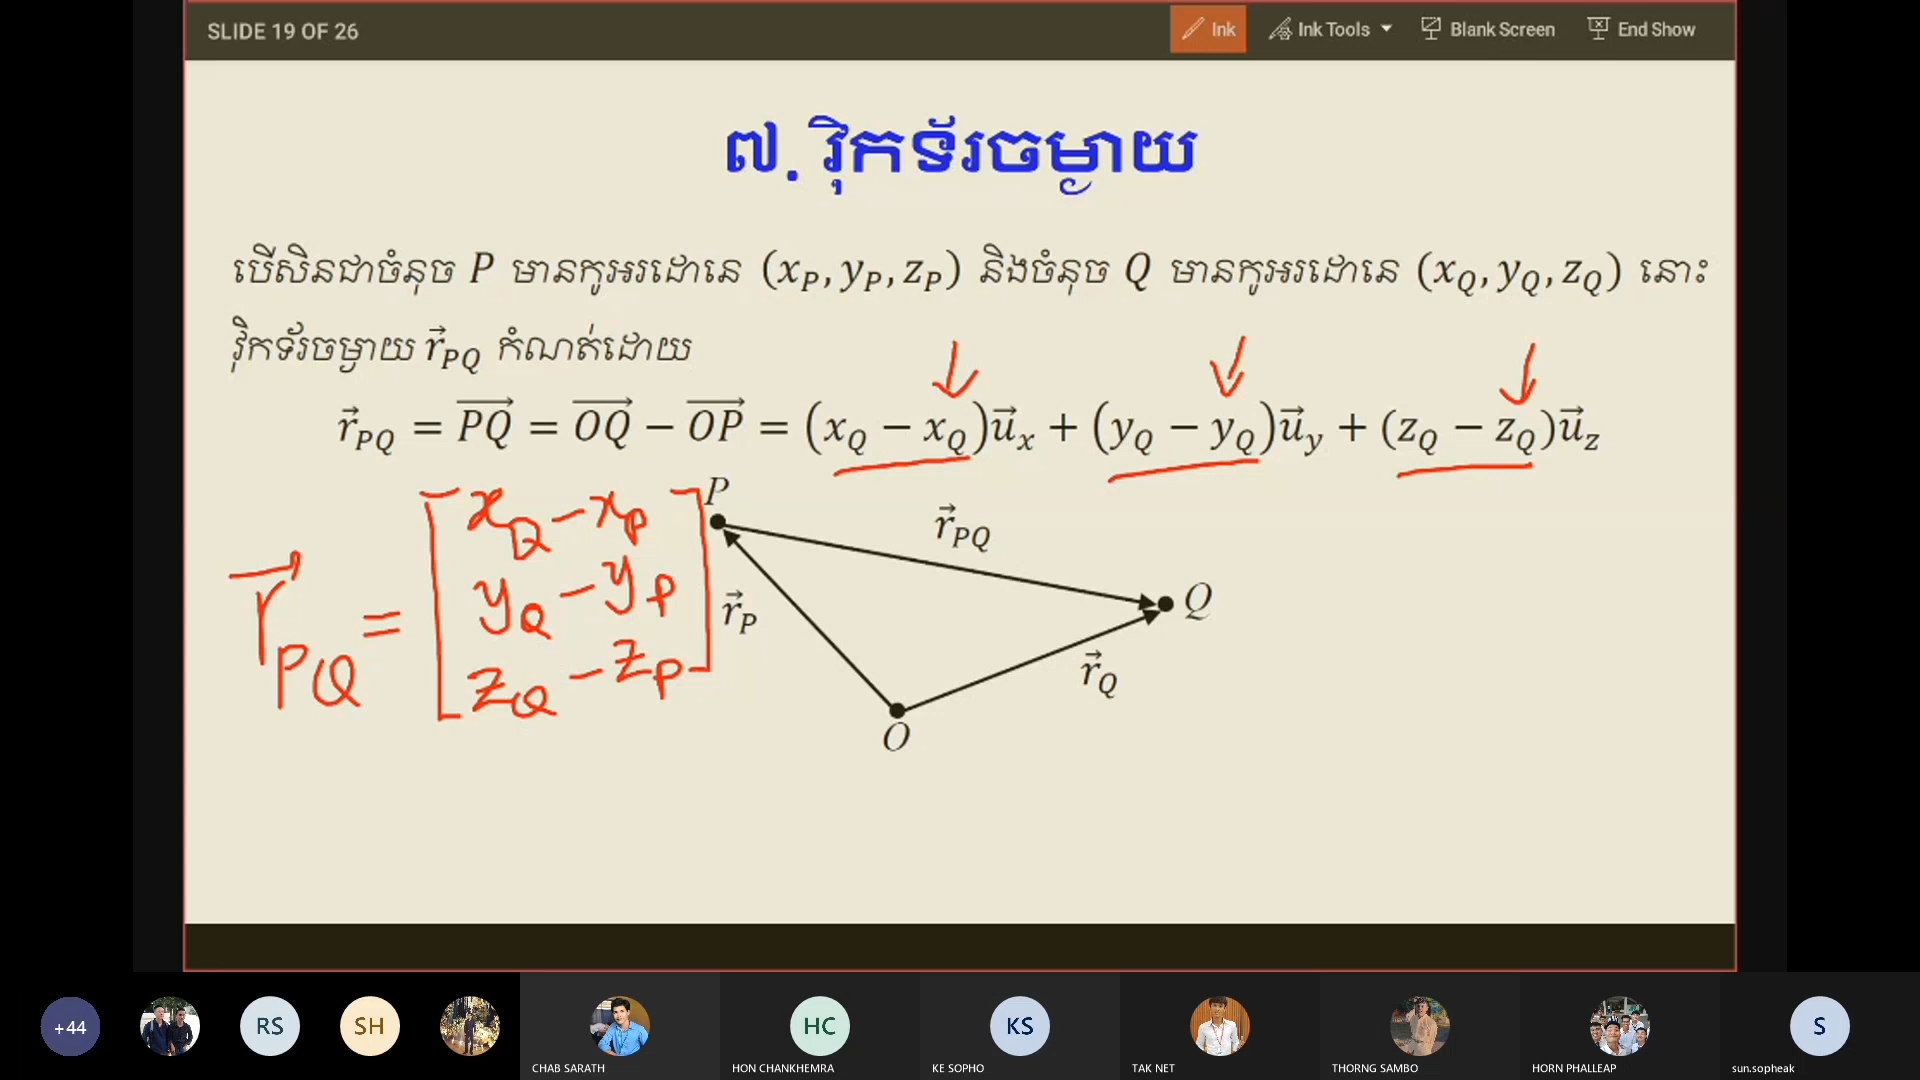 SLIDE 19 OF 26
Ink
Ink Tools
Blank Screen
End Show
៧. វ៉ិកទ័រចម្ងាយ
បើសិនជាចំនុច P មានកូអរដោនេ (x_P, y_P, z_P) និងចំនុច Q មានកូអរដោនេ (x_Q, y_Q, z_Q) នោះ
វ៉ិកទ័រចម្ងាយ r⃗_PQ កំណត់ដោយ
r⃗_PQ = PQ⃗ = OQ⃗ − OP⃗ = (x_Q − x_Q)u⃗_x + (y_Q − y_Q)u⃗_y + (z_Q − z_Q)u⃗_z
r⃗_PQ =
x_Q − x_P
y_Q − y_P
z_Q − z_P
P
r⃗_PQ
Q
r⃗_P
r⃗_Q
O
+44
RS
SH
CHAB SARATH
HC
HON CHANKHEMRA
KS
KE SOPHO
TAK NET
THORNG SAMBO
HORN PHALLEAP
S
sun.sopheak